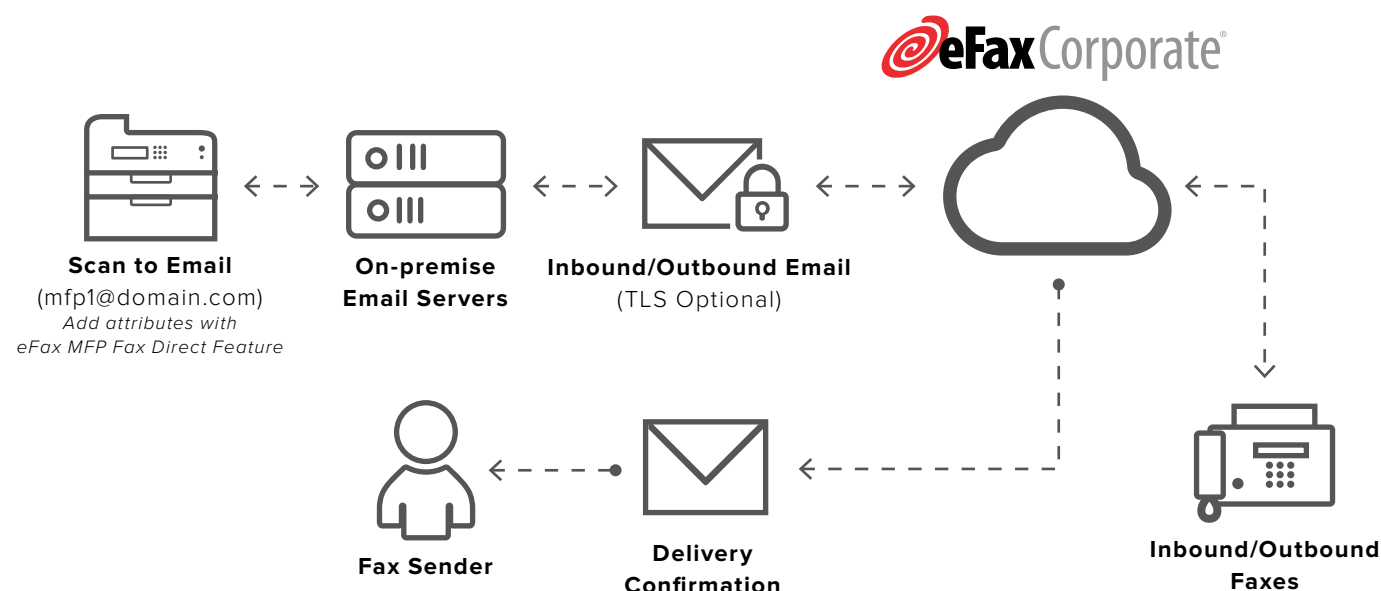 eFax Corporate®
Scan to Email
(mfp1@domain.com)
Add attributes with
eFax MFP Fax Direct Feature
On-premise
Email Servers
Inbound/Outbound Email
(TLS Optional)
Fax Sender
Delivery
Confirmation
Inbound/Outbound
Faxes